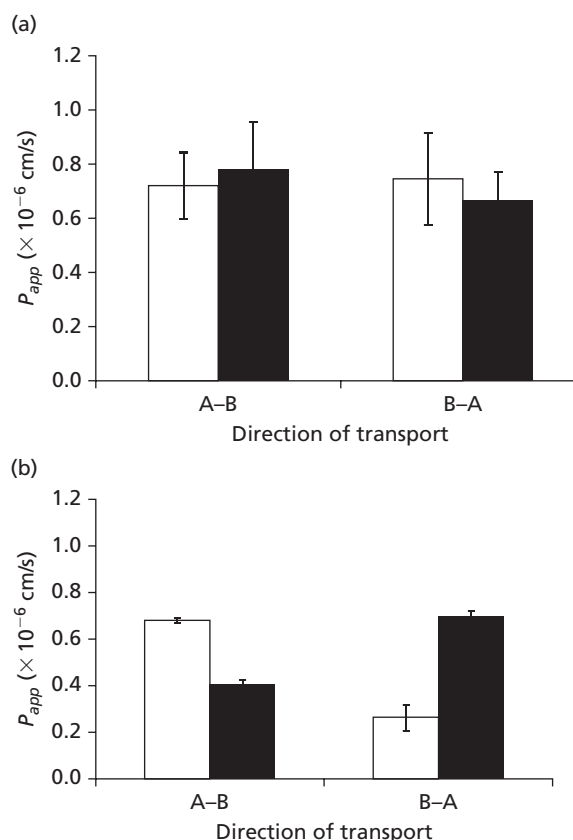 (a)
1.2
1.0
0.8
0.6
0.4
0.2
0.0
P_app (× 10⁻⁶ cm/s)
A–B B–A
Direction of transport
(b)
1.2
1.0
0.8
0.6
0.4
0.2
0.0
P_app (× 10⁻⁶ cm/s)
A–B B–A
Direction of transport